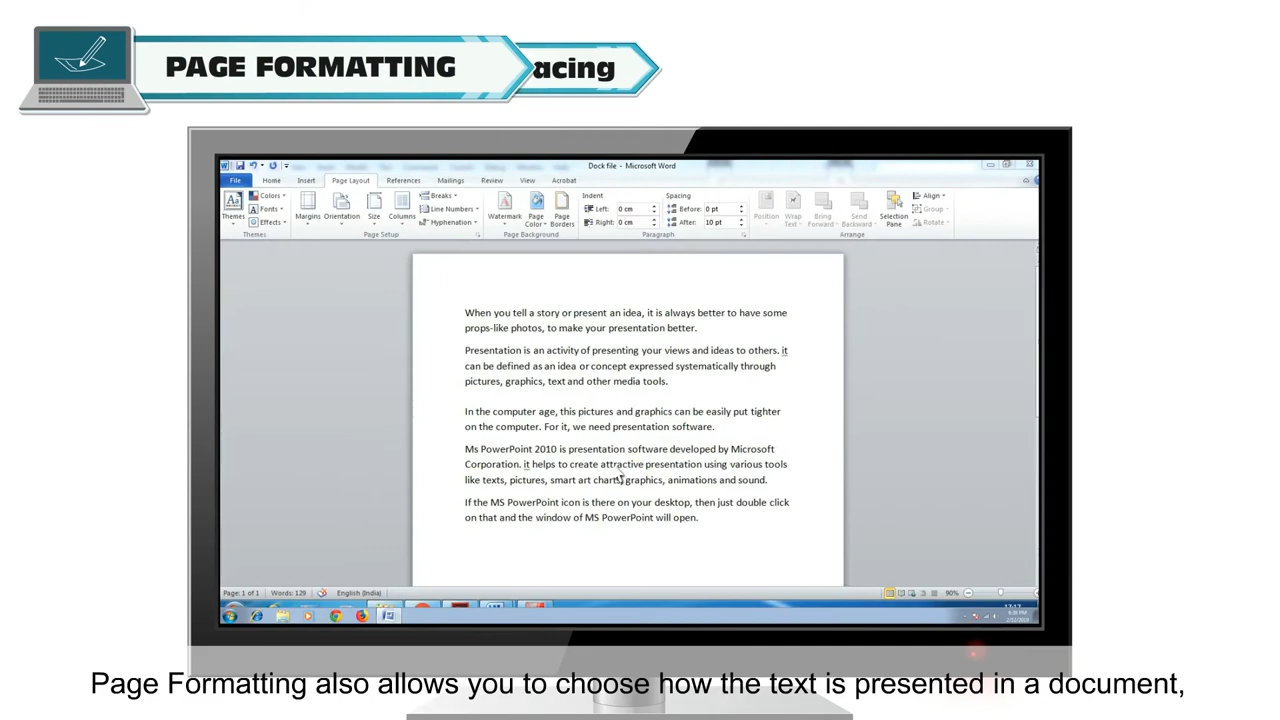 PAGE FORMATTING
acing
Dock file - Microsoft Word
File Home Insert Page Layout References Mailings Review View Acrobat
Themes Colors Fonts Effects
Margins Orientation Size Columns Breaks Line Numbers Hyphenation
Watermark Page Color Page Borders
Indent Left: 0 cm Right: 0 cm
Spacing Before: 0 pt After: 10 pt
Position Wrap Text Bring Forward Send Backward Selection Pane Align Group Rotate
Themes Page Setup Page Background Paragraph Arrange
When you tell a story or present an idea, it is always better to have some
props-like photos, to make your presentation better.
Presentation is an activity of presenting your views and ideas to others. it
can be defined as an idea or concept expressed systematically through
pictures, graphics, text and other media tools.
In the computer age, this pictures and graphics can be easily put tighter
on the computer. For it, we need presentation software.
Ms PowerPoint 2010 is presentation software developed by Microsoft
Corporation. it helps to create attractive presentation using various tools
like texts, pictures, smart art chart, graphics, animations and sound.
If the MS PowerPoint icon is there on your desktop, then just double click
on that and the window of MS PowerPoint will open.
Page: 1 of 1 Words: 129 English (India) 90%
6:28 PM
2/12/2019
Page Formatting also allows you to choose how the text is presented in a document,